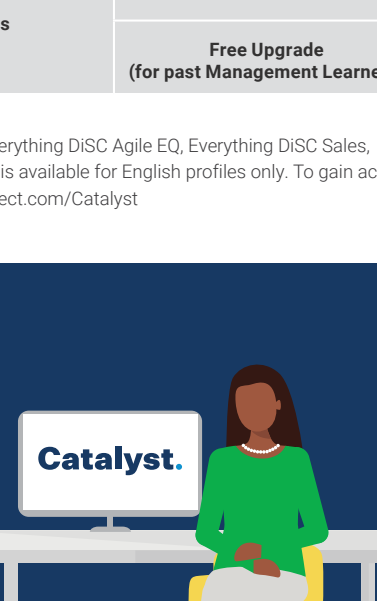 s
Free Upgrade
(for past Management Learne
erything DiSC Agile EQ, Everything DiSC Sales,
is available for English profiles only. To gain ac
ect.com/Catalyst
Catalyst.